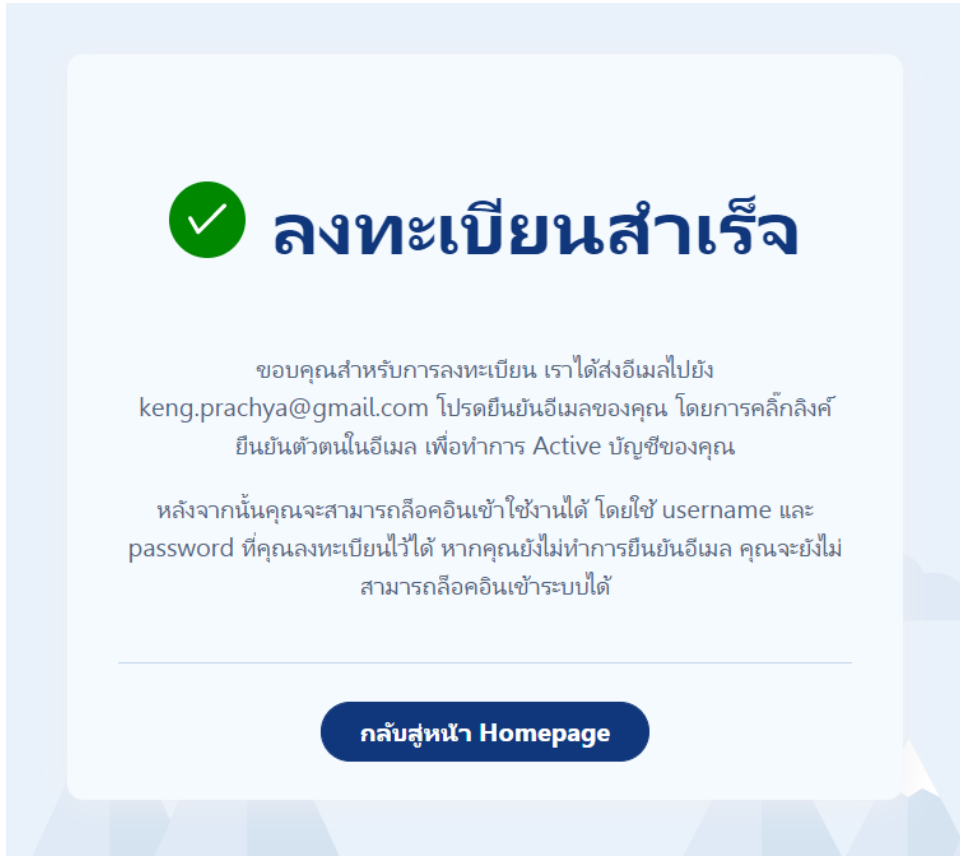 ลงทะเบียนสำเร็จ
ขอบคุณสำหรับการลงทะเบียน เราได้ส่งอีเมลไปยัง
keng.prachya@gmail.com โปรดยืนยันอีเมลของคุณ โดยการคลิ๊กลิงค์
ยืนยันตัวตนในอีเมล เพื่อทำการ Active บัญชีของคุณ
หลังจากนั้นคุณจะสามารถล็อคอินเข้าใช้งานได้ โดยใช้ username และ
password ที่คุณลงทะเบียนไว้ได้ หากคุณยังไม่ทำการยืนยันอีเมล คุณจะยังไม่
สามารถล็อคอินเข้าระบบได้
กลับสู่หน้า Homepage